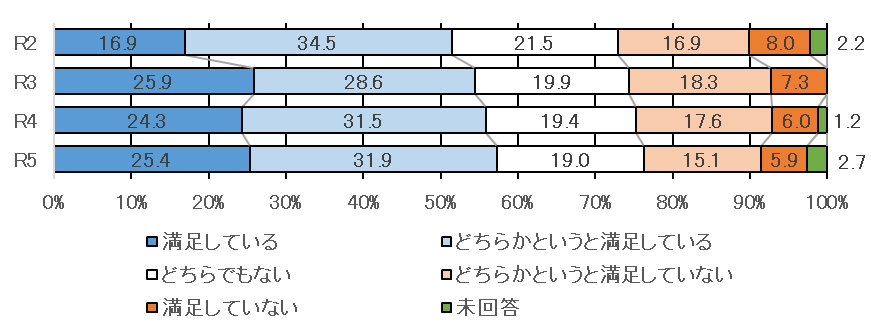 R2 16.9 34.5 21.5 16.9 8.0 2.2
R3 25.9 28.6 19.9 18.3 7.3
R4 24.3 31.5 19.4 17.6 6.0 1.2
R5 25.4 31.9 19.0 15.1 5.9 2.7
0% 10% 20% 30% 40% 50% 60% 70% 80% 90% 100%
満足している どちらかというと満足している
どちらでもない どちらかというと満足していない
満足していない 未回答